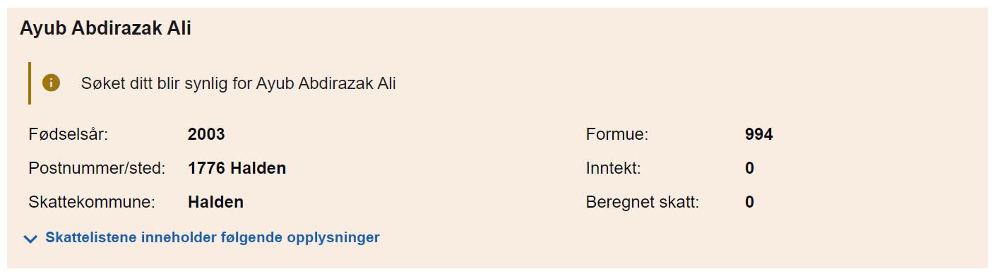 Ayub Abdirazak Ali
Søket ditt blir synlig for Ayub Abdirazak Ali
Fødselsår: 2003
Postnummer/sted: 1776 Halden
Skattekommune: Halden
Formue: 994
Inntekt: 0
Beregnet skatt: 0
Skattelistene inneholder følgende opplysninger